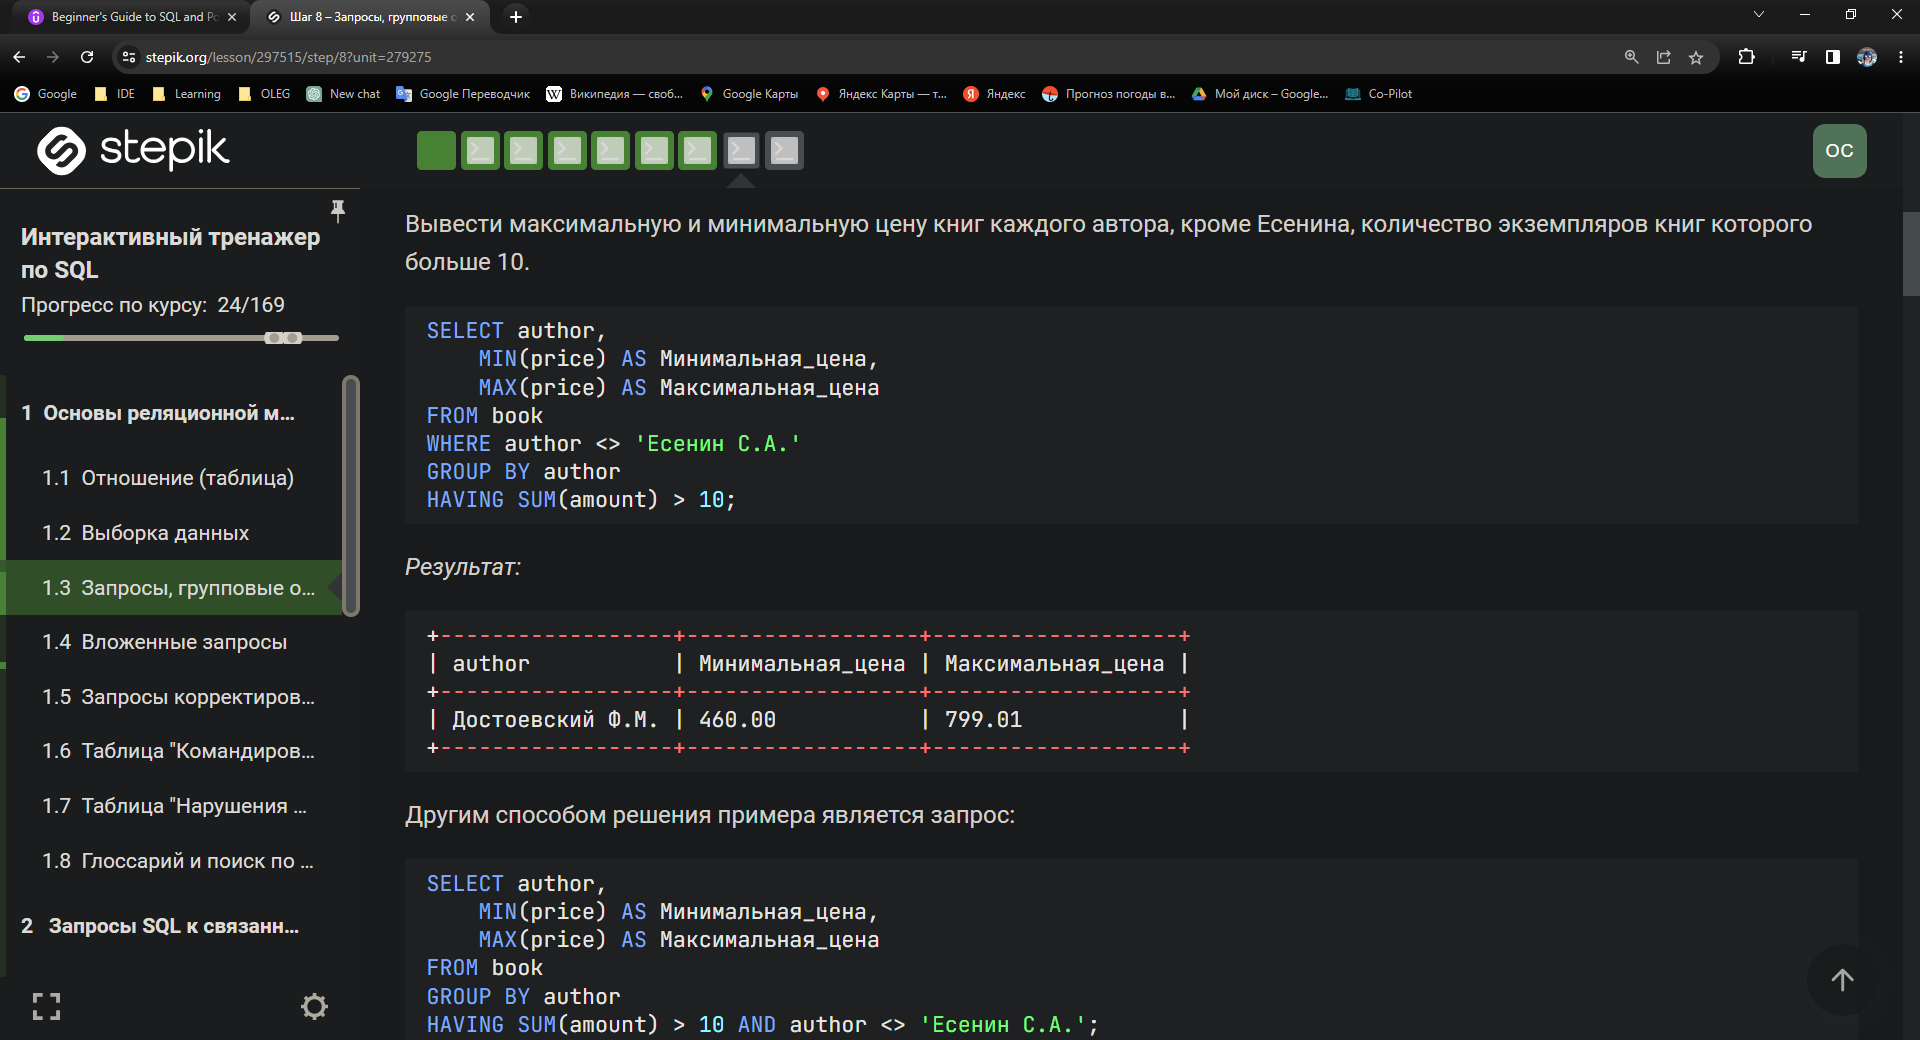 Beginner's Guide to SQL and Po
Шаг 8 – Запросы, групповые о
stepik.org/lesson/297515/step/8?unit=279275
Google
IDE
Learning
OLEG
New chat
Google Переводчик
Википедия — своб...
Google Карты
Яндекс Карты — т...
Яндекс
Прогноз погоды в...
Мой диск – Google...
Co-Pilot
stepik
OC
Интерактивный тренажер
по SQL
Прогресс по курсу: 24/169
1 Основы реляционной м...
1.1 Отношение (таблица)
1.2 Выборка данных
1.3 Запросы, групповые о...
1.4 Вложенные запросы
1.5 Запросы корректиров...
1.6 Таблица "Командиров...
1.7 Таблица "Нарушения ...
1.8 Глоссарий и поиск по ...
2 Запросы SQL к связанн...
Вывести максимальную и минимальную цену книг каждого автора, кроме Есенина, количество экземпляров книг которого
больше 10.
SELECT author,
    MIN(price) AS Минимальная_цена,
    MAX(price) AS Максимальная_цена
FROM book
WHERE author <> 'Есенин С.А.'
GROUP BY author
HAVING SUM(amount) > 10;
Результат:
+------------------+------------------+-------------------+
| author           | Минимальная_цена | Максимальная_цена |
+------------------+------------------+-------------------+
| Достоевский Ф.М. | 460.00           | 799.01            |
+------------------+------------------+-------------------+
Другим способом решения примера является запрос:
SELECT author,
    MIN(price) AS Минимальная_цена,
    MAX(price) AS Максимальная_цена
FROM book
GROUP BY author
HAVING SUM(amount) > 10 AND author <> 'Есенин С.А.';